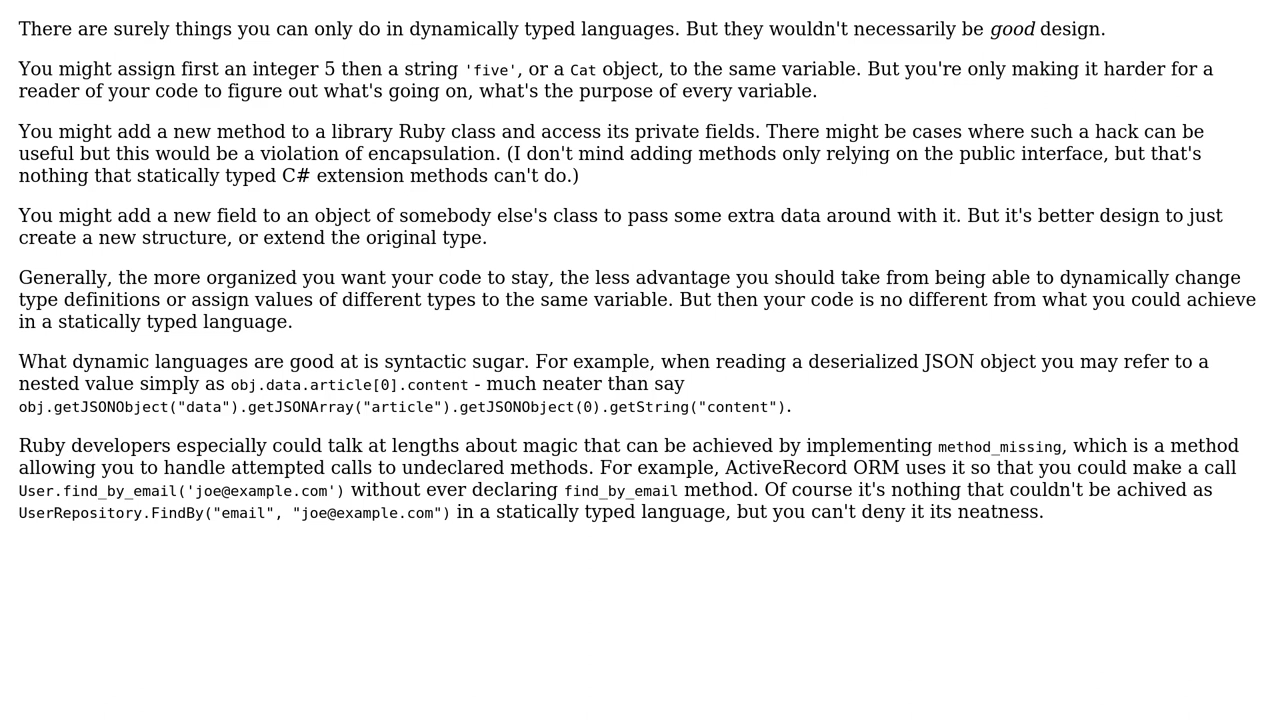 There are surely things you can only do in dynamically typed languages. But they wouldn't necessarily be good design.
You might assign first an integer 5 then a string 'five', or a Cat object, to the same variable. But you're only making it harder for a
reader of your code to figure out what's going on, what's the purpose of every variable.
You might add a new method to a library Ruby class and access its private fields. There might be cases where such a hack can be
useful but this would be a violation of encapsulation. (I don't mind adding methods only relying on the public interface, but that's
nothing that statically typed C# extension methods can't do.)
You might add a new field to an object of somebody else's class to pass some extra data around with it. But it's better design to just
create a new structure, or extend the original type.
Generally, the more organized you want your code to stay, the less advantage you should take from being able to dynamically change
type definitions or assign values of different types to the same variable. But then your code is no different from what you could achieve
in a statically typed language.
What dynamic languages are good at is syntactic sugar. For example, when reading a deserialized JSON object you may refer to a
nested value simply as obj.data.article[0].content - much neater than say
obj.getJSONObject("data").getJSONArray("article").getJSONObject(0).getString("content").
Ruby developers especially could talk at lengths about magic that can be achieved by implementing method_missing, which is a method
allowing you to handle attempted calls to undeclared methods. For example, ActiveRecord ORM uses it so that you could make a call
User.find_by_email('joe@example.com') without ever declaring find_by_email method. Of course it's nothing that couldn't be achived as
UserRepository.FindBy("email", "joe@example.com") in a statically typed language, but you can't deny it its neatness.